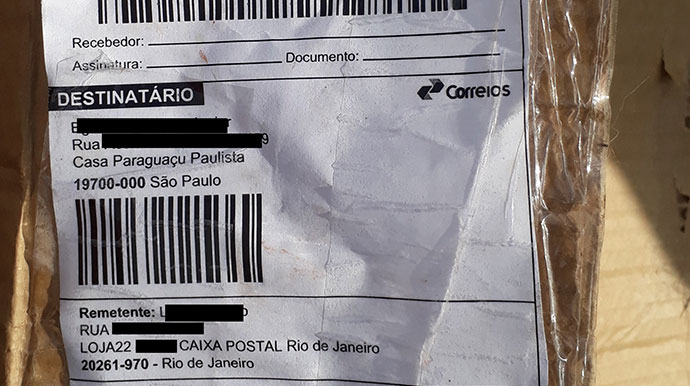 Recebedor:
Assinatura: Documento:
DESTINATÁRIO
Correios
Rua
Casa Paraguaçu Paulista
19700-000 São Paulo
Remetente:
RUA
LOJA22 CAIXA POSTAL Rio de Janeiro
20261-970 - Rio de Janeiro